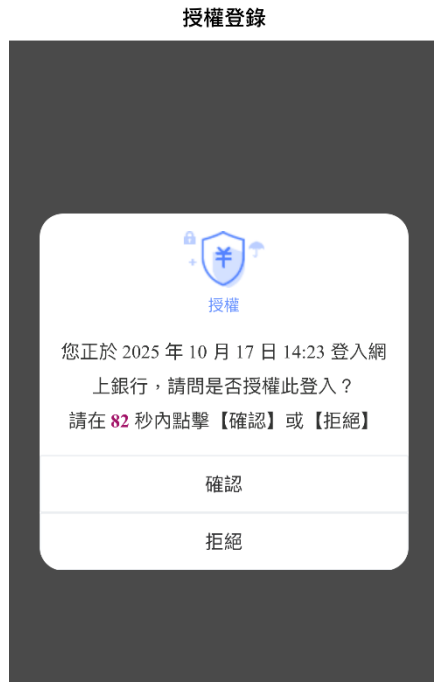 授權登錄
¥
授權
您正於 2025 年 10 月 17 日 14:23 登入網
上銀行，請問是否授權此登入？
請在 82 秒內點擊【確認】或【拒絕】
確認
拒絕